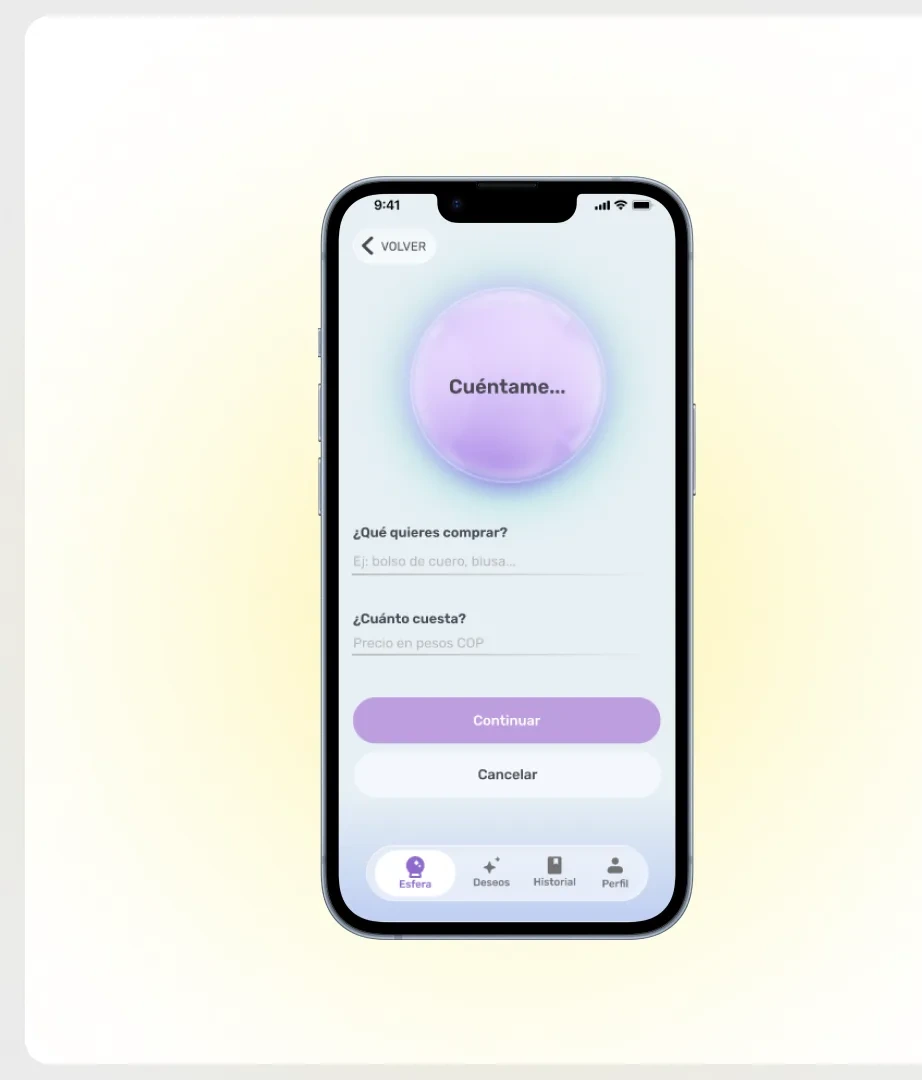 9:41
VOLVER
Cuéntame...
¿Qué quieres comprar?
Ej: bolso de cuero, blusa...
¿Cuánto cuesta?
Precio en pesos COP
Continuar
Cancelar
Esfera Deseos Historial Perfil